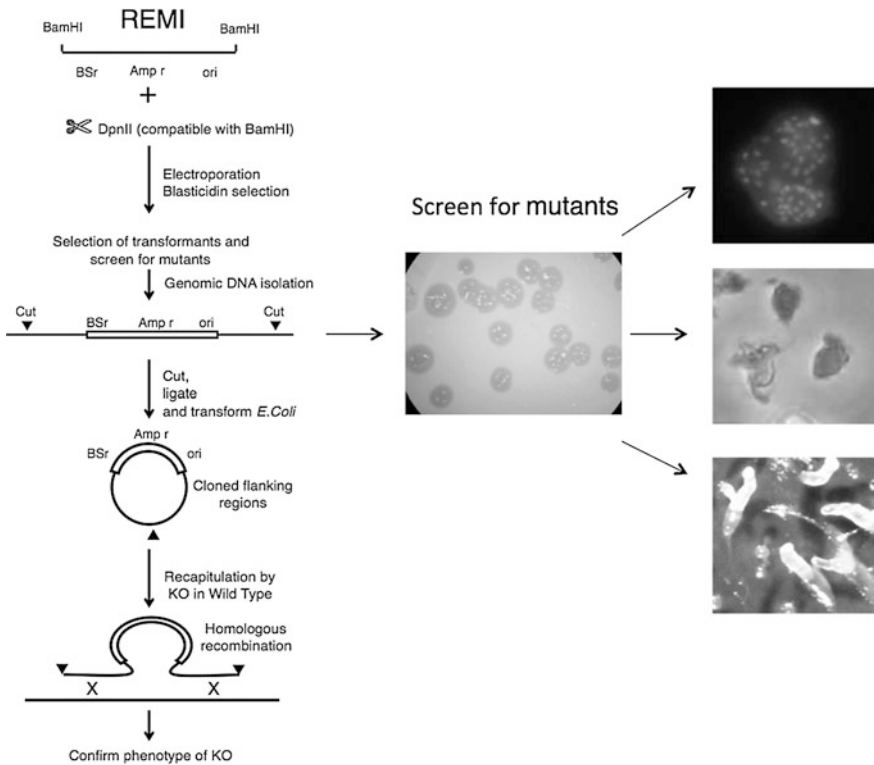 REMI
BamHI
BamHI
BSr Amp r ori
+
DpnII (compatible with BamHI)
Electroporation
Blasticidin selection
Selection of transformants and
screen for mutants
Genomic DNA isolation
Cut
BSr Amp r ori
Cut
Cut,
ligate
and transform E.Coli
Amp r
BSr
ori
Cloned flanking
regions
Recapitulation by
KO in Wild Type
Homologous
recombination
X X
Confirm phenotype of KO
Screen for mutants